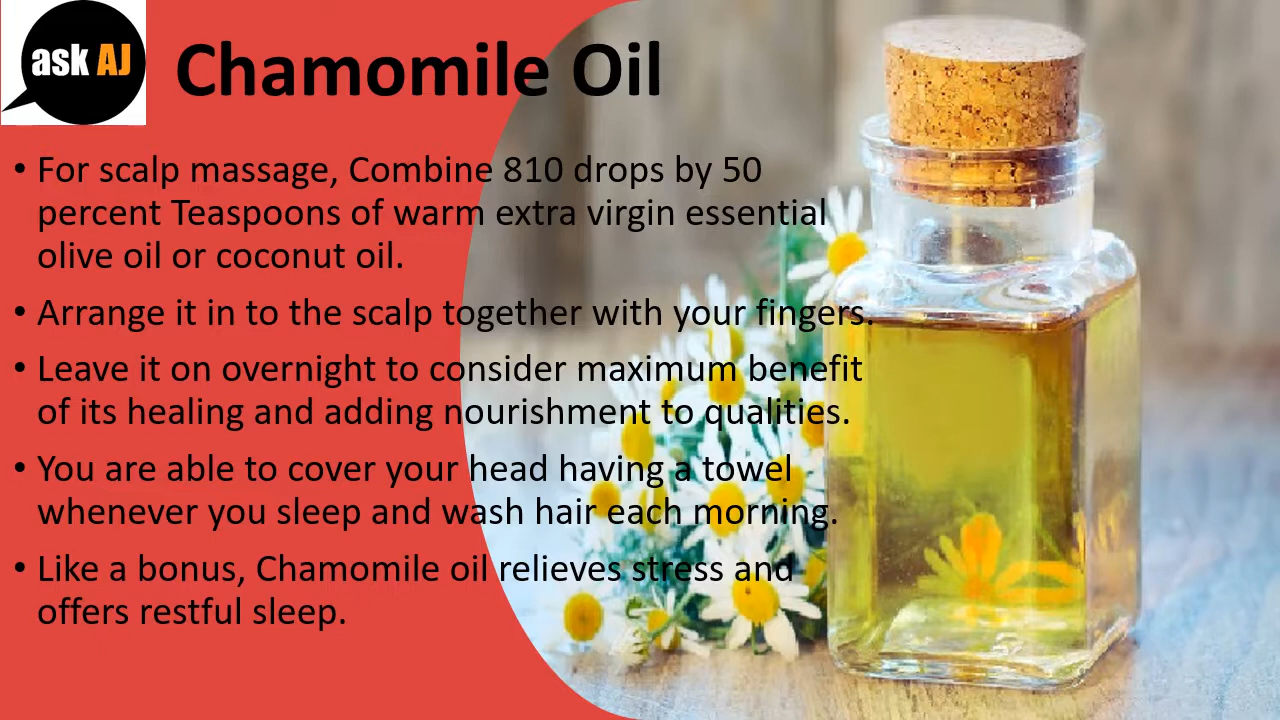 ask AJ
Chamomile Oil
• For scalp massage, Combine 810 drops by 50
percent Teaspoons of warm extra virgin essential
olive oil or coconut oil.
• Arrange it in to the scalp together with your fingers.
• Leave it on overnight to consider maximum benefit
of its healing and adding nourishment to qualities.
• You are able to cover your head having a towel
whenever you sleep and wash hair each morning.
• Like a bonus, Chamomile oil relieves stress and
offers restful sleep.